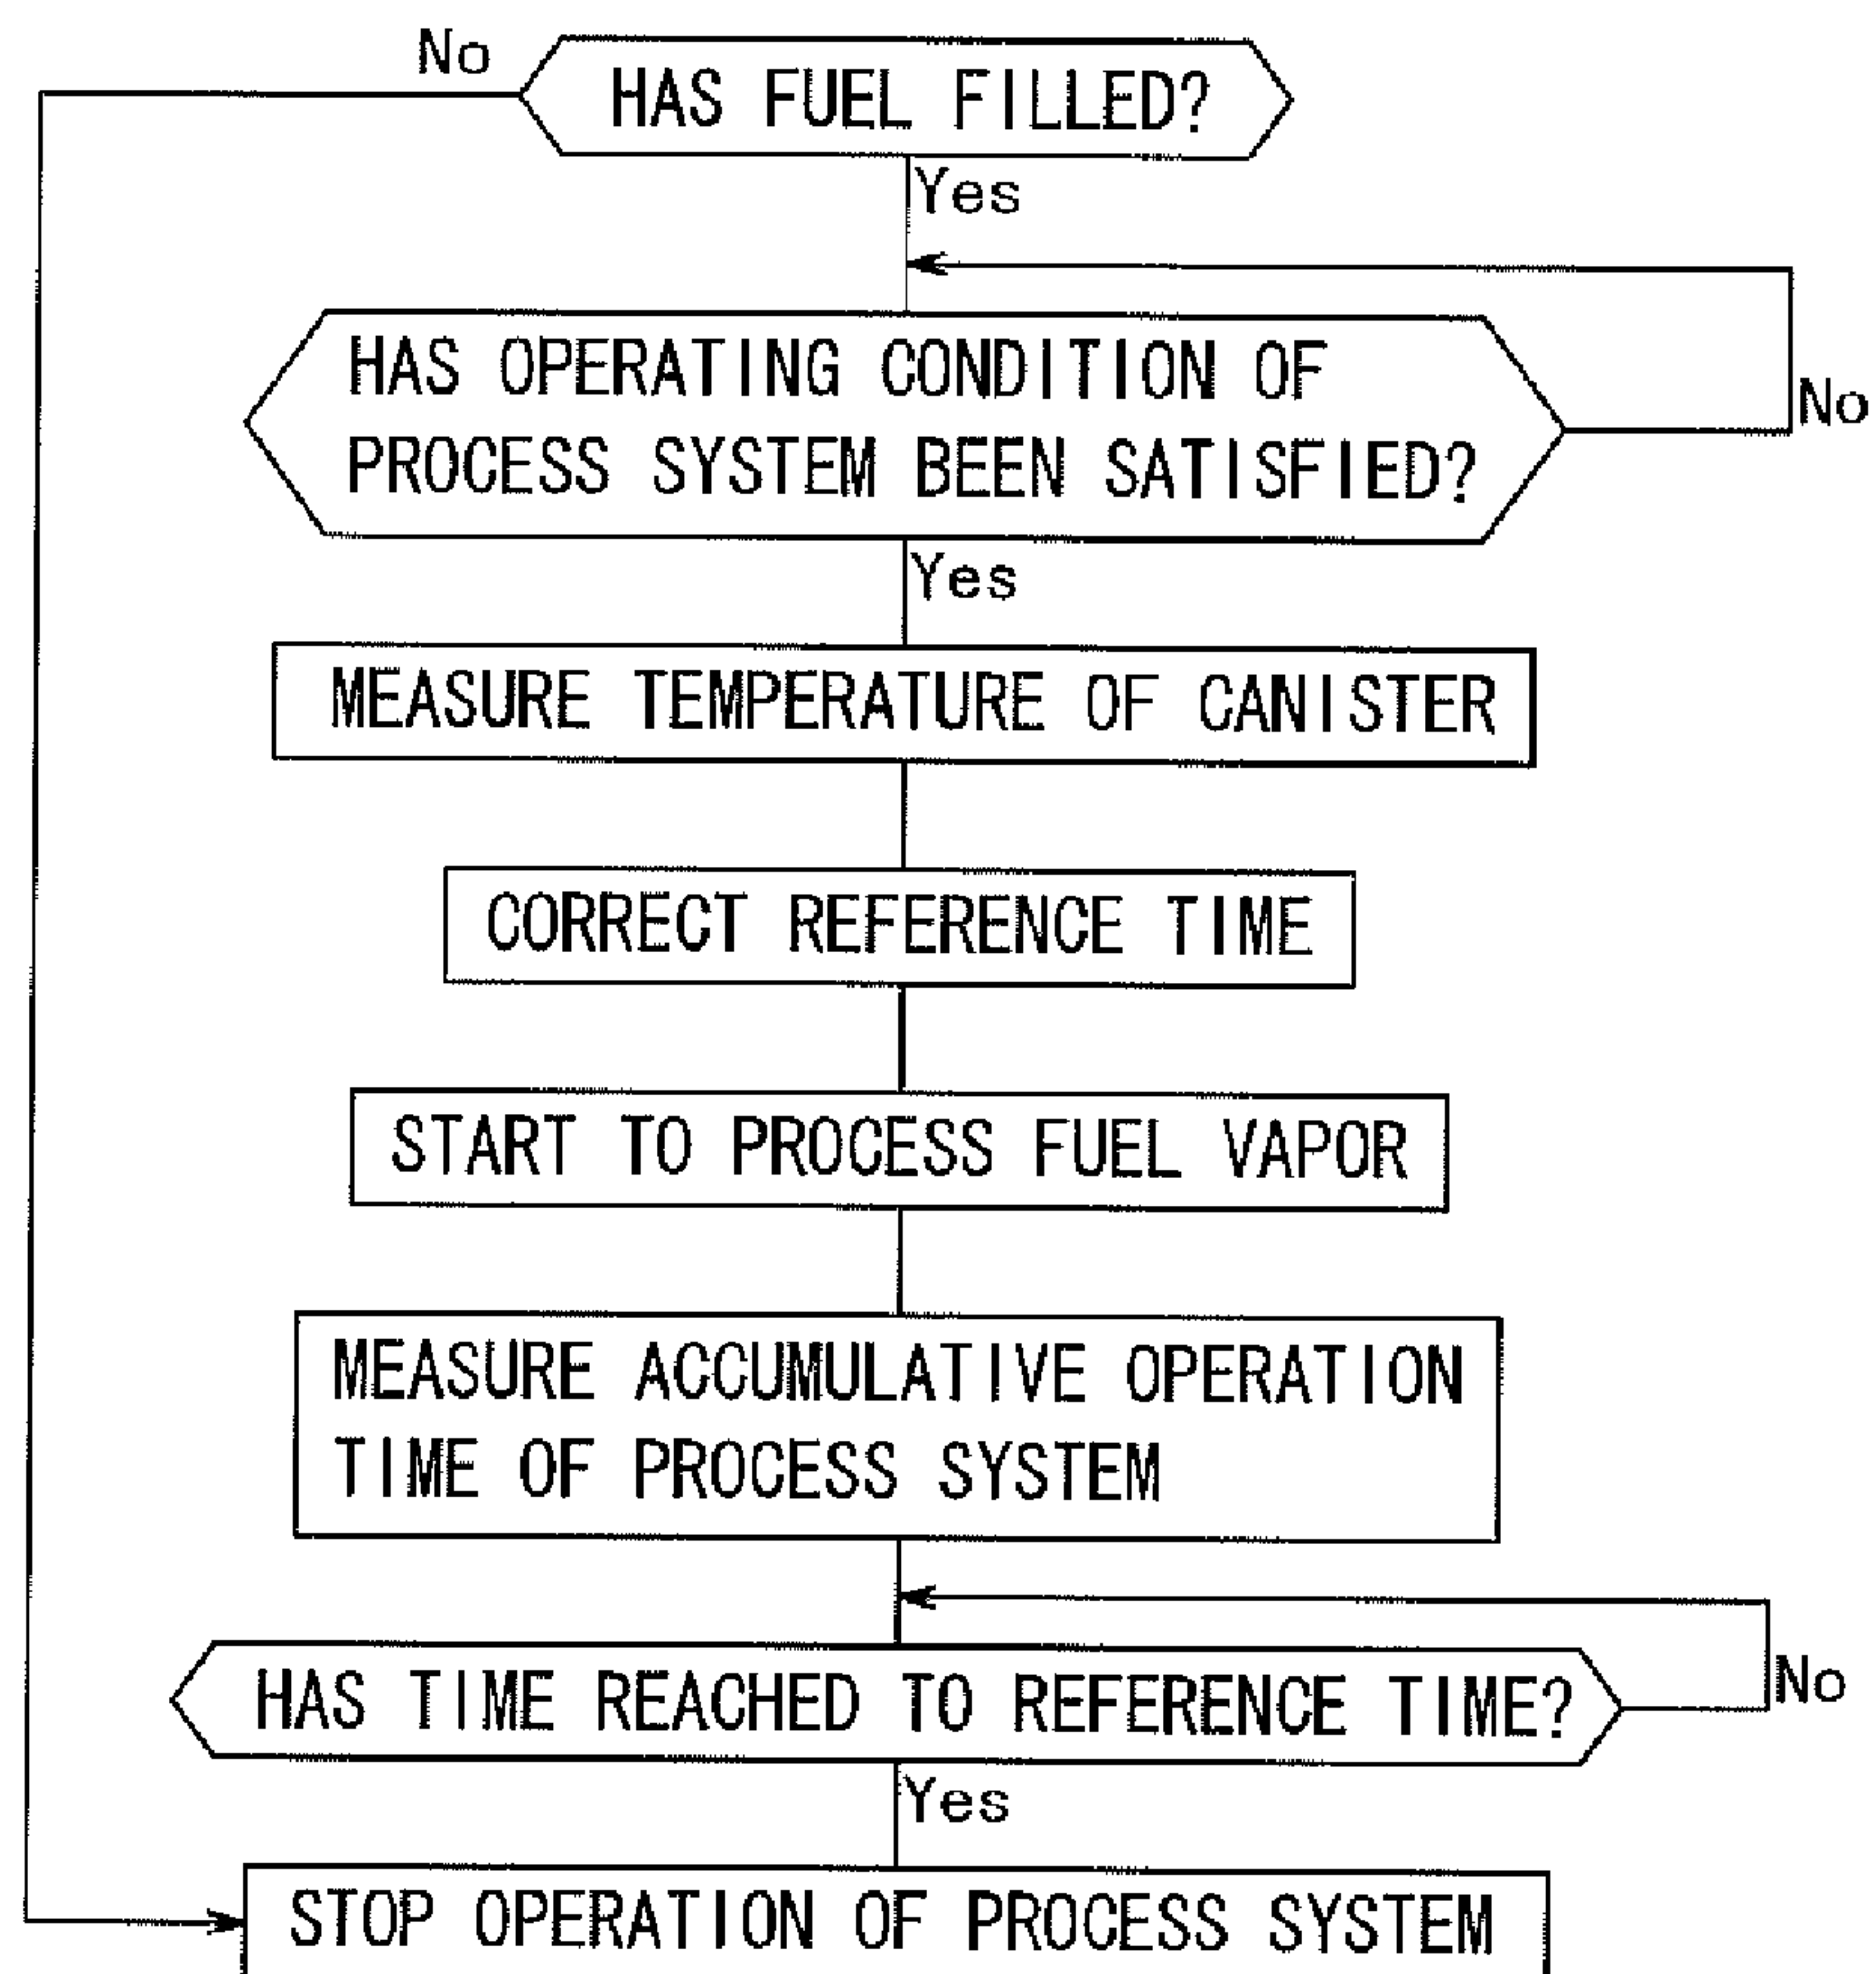 No
HAS FUEL FILLED?
Yes
HAS OPERATING CONDITION OF
PROCESS SYSTEM BEEN SATISFIED?
No
Yes
MEASURE TEMPERATURE OF CANISTER
CORRECT REFERENCE TIME
START TO PROCESS FUEL VAPOR
MEASURE ACCUMULATIVE OPERATION
TIME OF PROCESS SYSTEM
HAS TIME REACHED TO REFERENCE TIME?
No
Yes
STOP OPERATION OF PROCESS SYSTEM